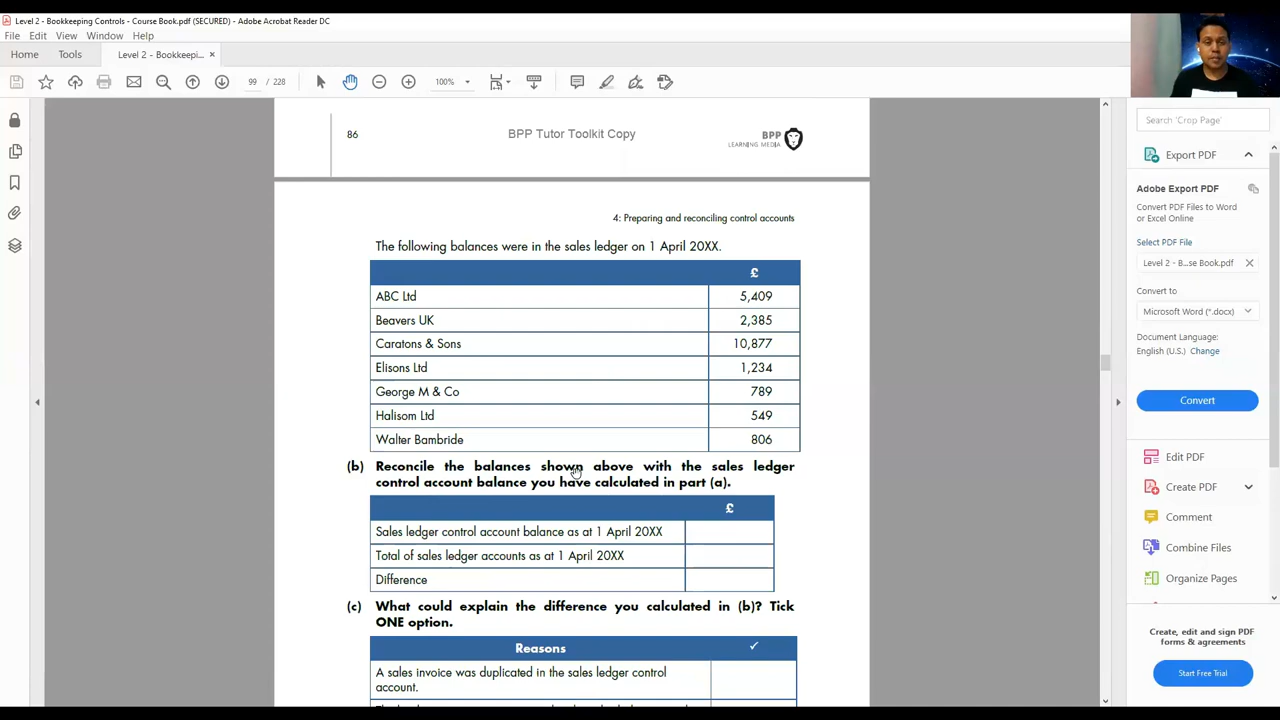 Level 2 - Bookkeeping Controls - Course Book.pdf (SECURED) - Adobe Acrobat Reader DC
File Edit View Window Help
Home Tools Level 2 - Bookkeepi... ×
99 / 228 100%
86 BPP Tutor Toolkit Copy BPP
LEARNING MEDIA
4: Preparing and reconciling control accounts
The following balances were in the sales ledger on 1 April 20XX.
£
ABC Ltd 5,409
Beavers UK 2,385
Caratons & Sons 10,877
Elisons Ltd 1,234
George M & Co 789
Halisom Ltd 549
Walter Bambride 806
(b) Reconcile the balances shown above with the sales ledger
control account balance you have calculated in part (a).
£
Sales ledger control account balance as at 1 April 20XX
Total of sales ledger accounts as at 1 April 20XX
Difference
(c) What could explain the difference you calculated in (b)? Tick
ONE option.
Reasons ✓
A sales invoice was duplicated in the sales ledger control
account.
Search 'Crop Page'
Export PDF
Adobe Export PDF
Convert PDF Files to Word
or Excel Online
Select PDF File
Level 2 - B...se Book.pdf ×
Convert to
Microsoft Word (*.docx)
Document Language:
English (U.S.) Change
Convert
Edit PDF
Create PDF
Comment
Combine Files
Organize Pages
Create, edit and sign PDF
forms & agreements
Start Free Trial